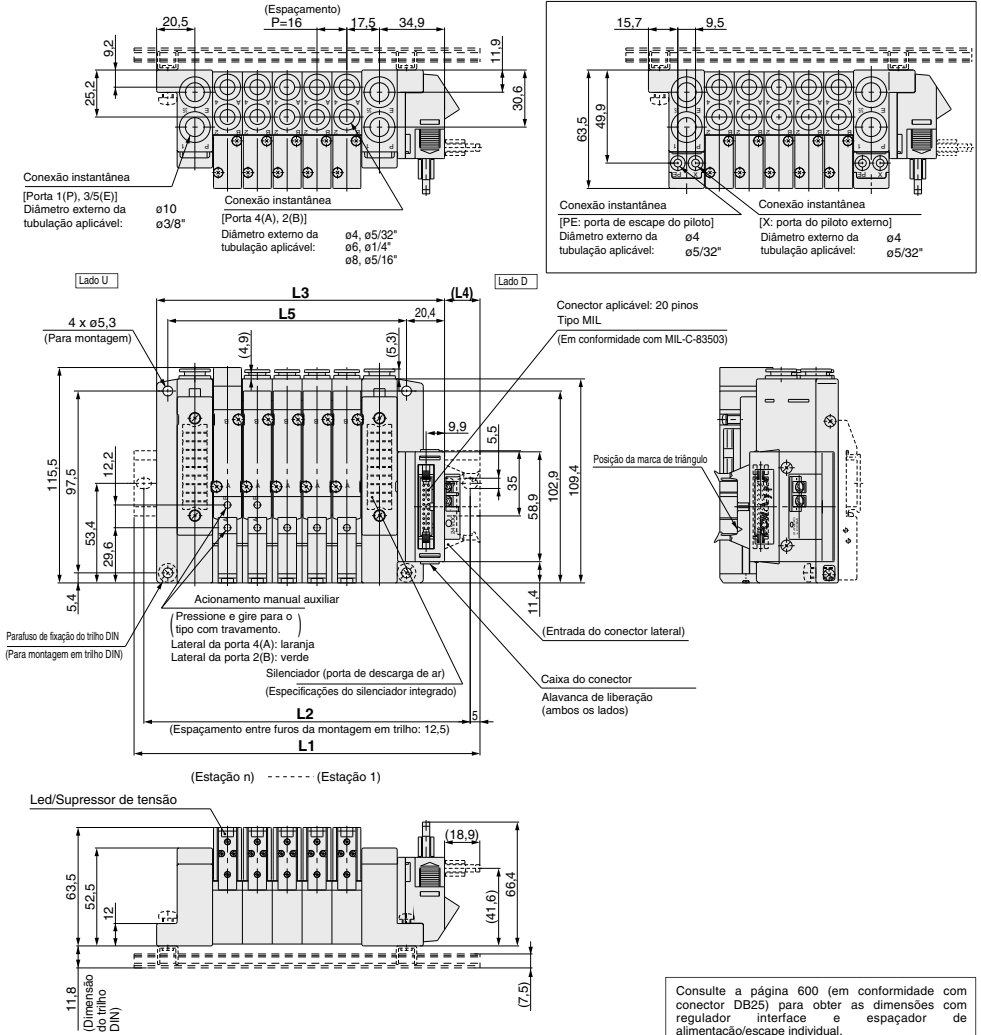 (Espaçamento)
20,5
P=16
17,5
34,9
9,2
25,2
11,9
30,6
Conexão instantânea
[Porta 1(P), 3/5(E)]
Diâmetro externo da
tubulação aplicável:
ø10
ø3/8"
Conexão instantânea
[Porta 4(A), 2(B)]
Diâmetro externo da
tubulação aplicável:
ø4, ø5/32"
ø6, ø1/4"
ø8, ø5/16"
15,7
9,5
63,5
49,9
Conexão instantânea
[PE: porta de escape do piloto]
Diâmetro externo da
tubulação aplicável:
ø4
ø5/32"
Conexão instantânea
[X: porta do piloto externo]
Diâmetro externo da
tubulação aplicável:
ø4
ø5/32"
Lado U
Lado D
L3
(L4)
L5
20,4
4 x ø5,3
(Para montagem)
(4,9)
(5,3)
Conector aplicável: 20 pinos
Tipo MIL
(Em conformidade com MIL-C-83503)
9,9
5,5
115,5
97,5
12,2
53,4
29,6
5,4
35
58,9
102,9
109,4
11,4
Posição da marca de triângulo
Acionamento manual auxiliar
(Pressione e gire para o
tipo com travamento.)
Lateral da porta 4(A): laranja
Lateral da porta 2(B): verde
Parafuso de fixação do trilho DIN
(Para montagem em trilho DIN)
Silenciador (porta de descarga de ar)
(Especificações do silenciador integrado)
(Entrada do conector lateral)
Caixa do conector
Alavanca de liberação
(ambos os lados)
L2
5
(Espaçamento entre furos da montagem em trilho: 12,5)
L1
(Estação n) ------- (Estação 1)
Led/Supressor de tensão
63,5
52,5
12
11,8
(Dimensão
do trilho
DIN)
(18,9)
(41,6)
66,4
(7,5)
Consulte a página 600 (em conformidade com
conector DB25) para obter as dimensões com
regulador interface e espaçador de
alimentação/escape individual.